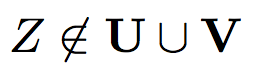 Z ∉ U ∪ V